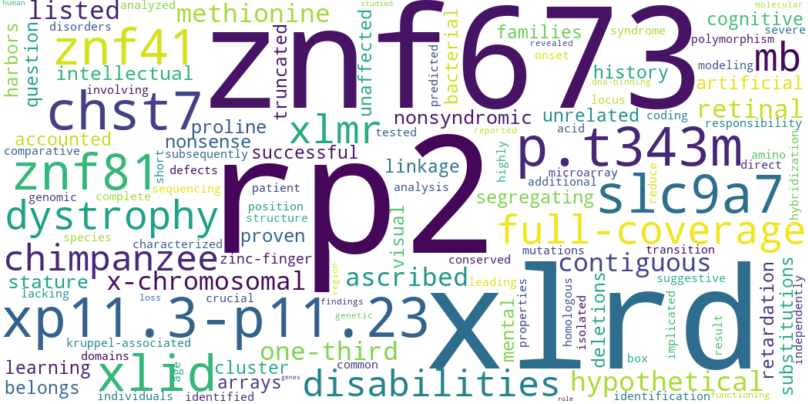 human
listed
analyzed
disorders
methionine
studied
syndrome
molecular
cognitive
severe
harbors
question
znf41
intellectual
involving
znf673
truncated
unaffected
predicted
bacterial
families
revealed
onset
history
modeling
polymorphism
dna-binding
mb
artificial
retinal
accounted
comparative
chst7
nonsense
proline
xlmr
tested
nonsyndromic
unrelated
locus
coding
responsibility
znf81
short
subsequently
successful
defects
sequencing
genomic
complete
patient
linkage
analysis
highly
acid
p.t343m
microarray
additional
amino
direct
hybridization
reduce
dystrophy
species
characterized
position
structure
proven
rp2
visual
segregating
slc9a7
mutations
full-coverage
transition
chimpanzee
zinc-finger
conserved
contiguous
suggestive
stature
lacking
x-chromosomal
crucial
region
ascribed
leading
xlrd
xp11.3-p11.23
loss
findings
genetic
mental
properties
homologous
isolated
deletions
implicated
box
result
retardation
independently
substitutions
kruppel-associated
learning
belongs
domains
xlid
age
cluster
arrays
genes
one-third
common
disabilities
hypothetical
individuals
identified
role
identification
functioning